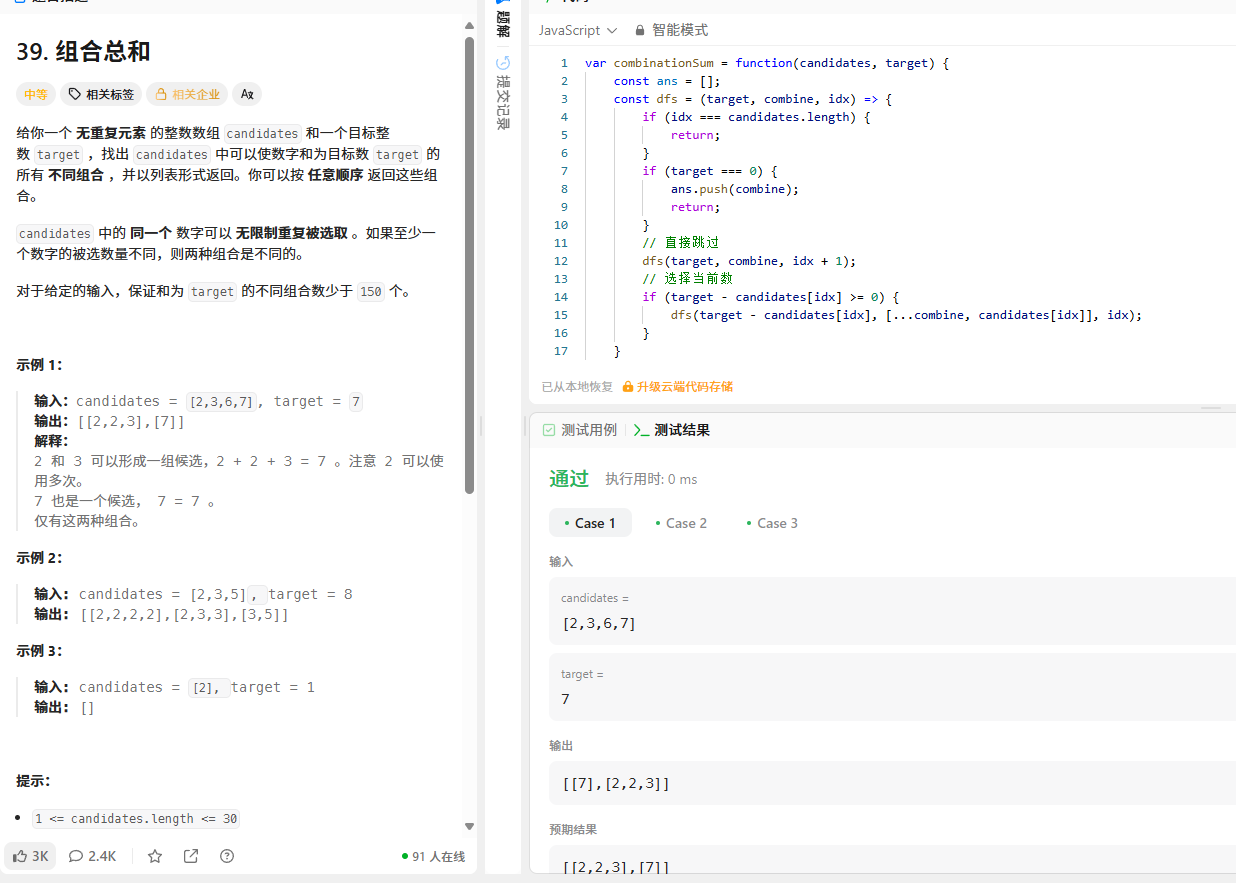 39. 组合总和
中等
相关标签
相关企业
给你一个 无重复元素 的整数数组 candidates 和一个目标整
数 target ，找出 candidates 中可以使数字和为目标数 target 的
所有 不同组合 ，并以列表形式返回。你可以按 任意顺序 返回这些组
合。
candidates 中的 同一个 数字可以 无限制重复被选取 。如果至少一
个数字的被选数量不同，则两种组合是不同的。
对于给定的输入，保证和为 target 的不同组合数少于 150 个。
示例 1：
输入：candidates = [2,3,6,7], target = 7
输出：[[2,2,3],[7]]
解释：
2 和 3 可以形成一组候选，2 + 2 + 3 = 7 。注意 2 可以使
用多次。
7 也是一个候选， 7 = 7 。
仅有这两种组合。
示例 2：
输入：candidates = [2,3,5], target = 8
输出：[[2,2,2,2],[2,3,3],[3,5]]
示例 3：
输入：candidates = [2], target = 1
输出：[]
提示：
1 <= candidates.length <= 30
3K
2.4K
91 人在线
题解
提交记录
JavaScript
智能模式
1 var combinationSum = function(candidates, target) {
2 const ans = [];
3 const dfs = (target, combine, idx) => {
4 if (idx === candidates.length) {
5 return;
6 }
7 if (target === 0) {
8 ans.push(combine);
9 return;
10 }
11 // 直接跳过
12 dfs(target, combine, idx + 1);
13 // 选择当前数
14 if (target - candidates[idx] >= 0) {
15 dfs(target - candidates[idx], [...combine, candidates[idx]], idx);
16 }
17 }
已从本地恢复
升级云端代码存储
测试用例
测试结果
通过
执行用时: 0 ms
Case 1
Case 2
Case 3
输入
candidates =
[2,3,6,7]
target =
7
输出
[[7],[2,2,3]]
预期结果
[[2,2,3],[7]]